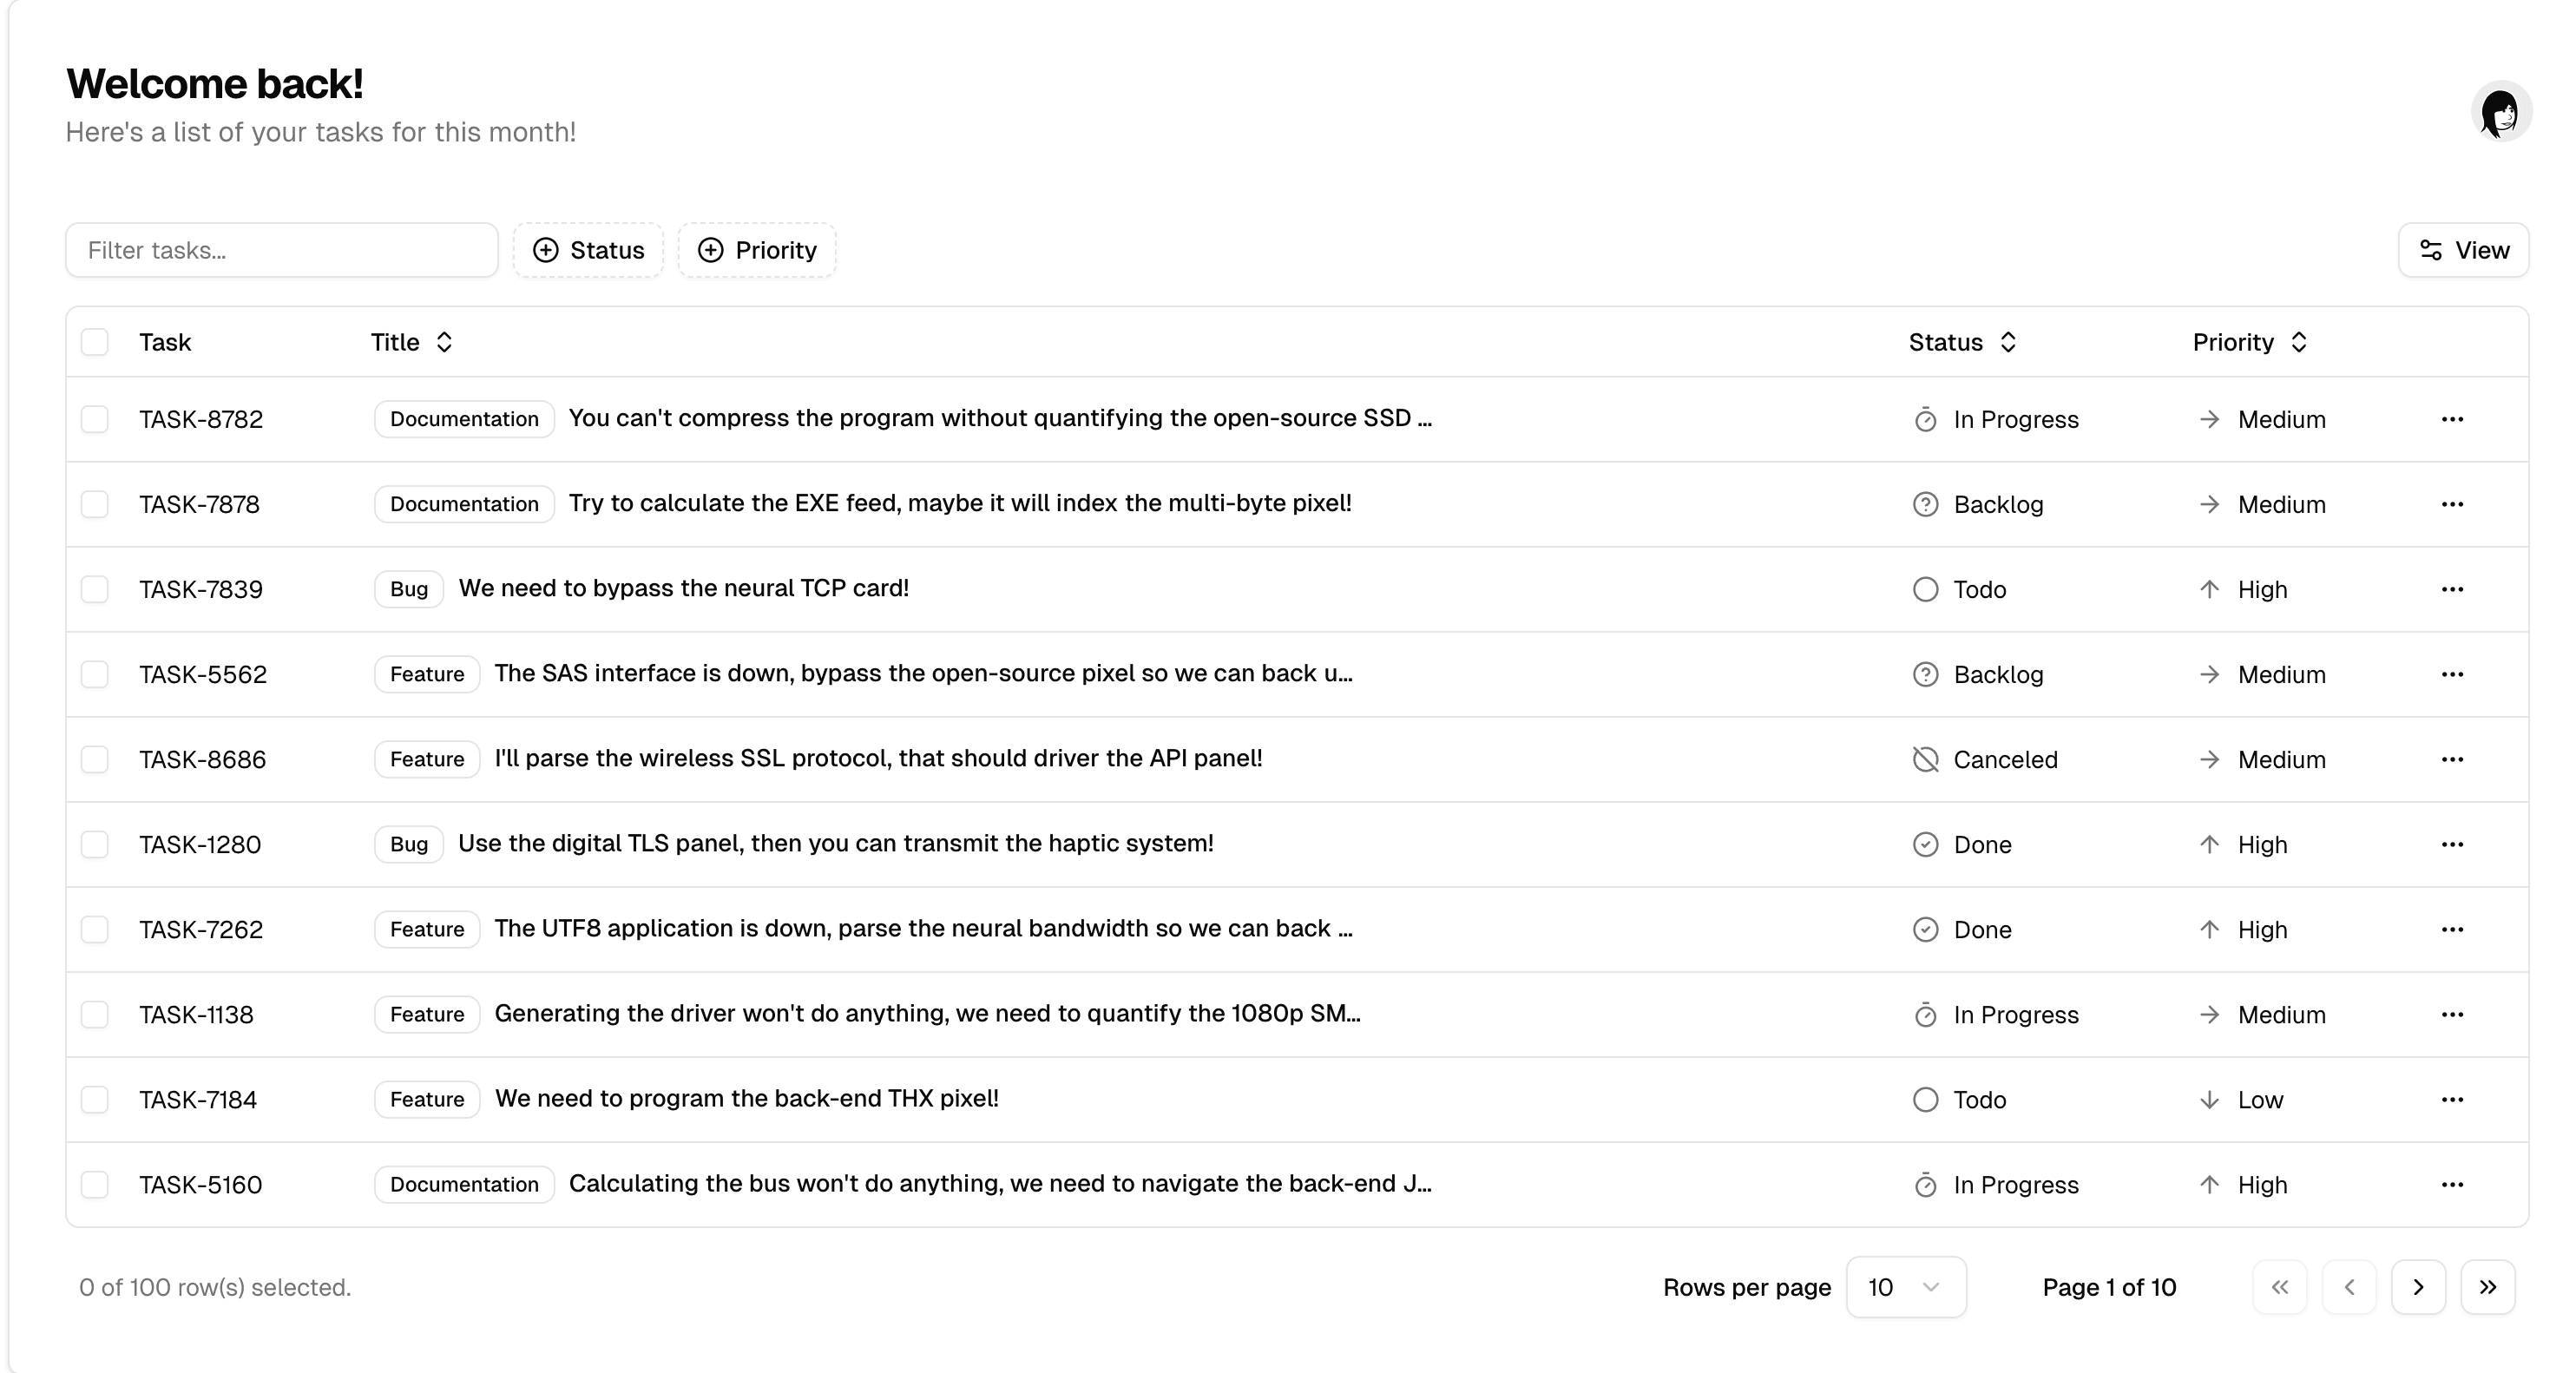 Welcome back!
Here's a list of your tasks for this month!
Filter tasks...
Status
Priority
View
Task Title Status Priority
TASK-8782 Documentation You can't compress the program without quantifying the open-source SSD ... In Progress Medium
TASK-7878 Documentation Try to calculate the EXE feed, maybe it will index the multi-byte pixel! Backlog Medium
TASK-7839 Bug We need to bypass the neural TCP card! Todo High
TASK-5562 Feature The SAS interface is down, bypass the open-source pixel so we can back u... Backlog Medium
TASK-8686 Feature I'll parse the wireless SSL protocol, that should driver the API panel! Canceled Medium
TASK-1280 Bug Use the digital TLS panel, then you can transmit the haptic system! Done High
TASK-7262 Feature The UTF8 application is down, parse the neural bandwidth so we can back ... Done High
TASK-1138 Feature Generating the driver won't do anything, we need to quantify the 1080p SM... In Progress Medium
TASK-7184 Feature We need to program the back-end THX pixel! Todo Low
TASK-5160 Documentation Calculating the bus won't do anything, we need to navigate the back-end J... In Progress High
0 of 100 row(s) selected.
Rows per page 10
Page 1 of 10